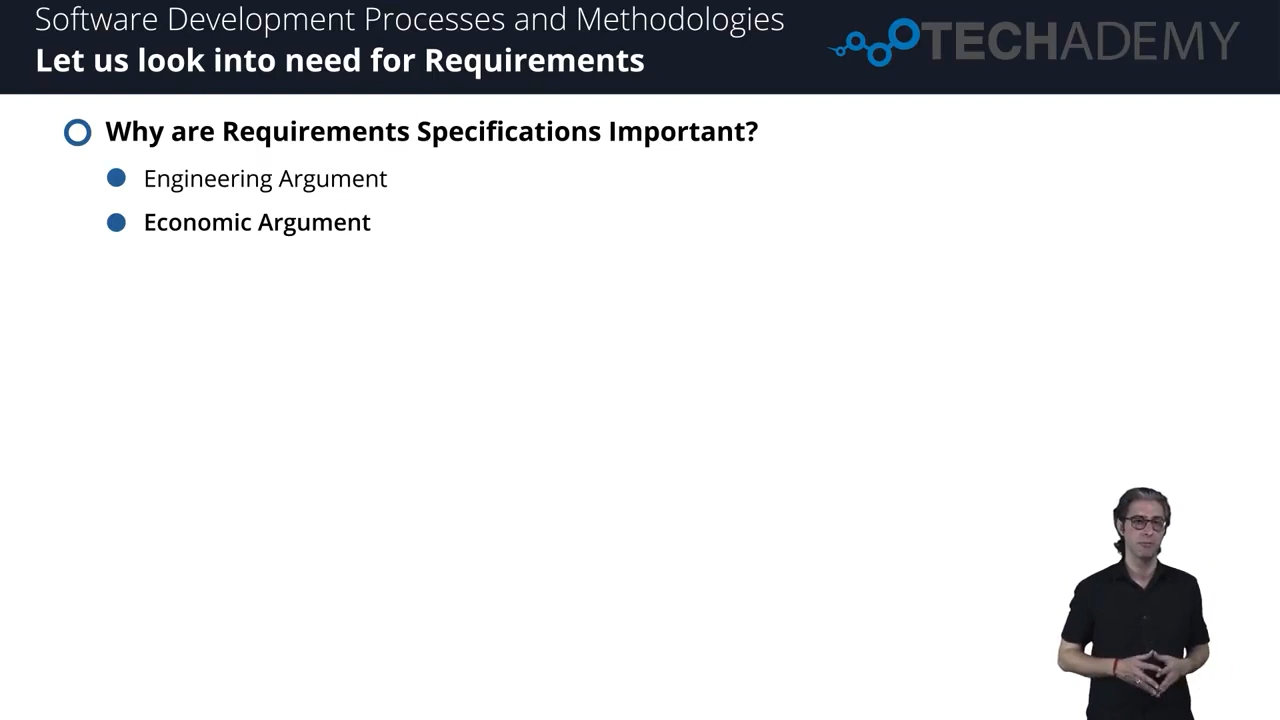 Software Development Processes and Methodologies
TECHADEMY
Let us look into need for Requirements
Why are Requirements Specifications Important?
Engineering Argument
Economic Argument